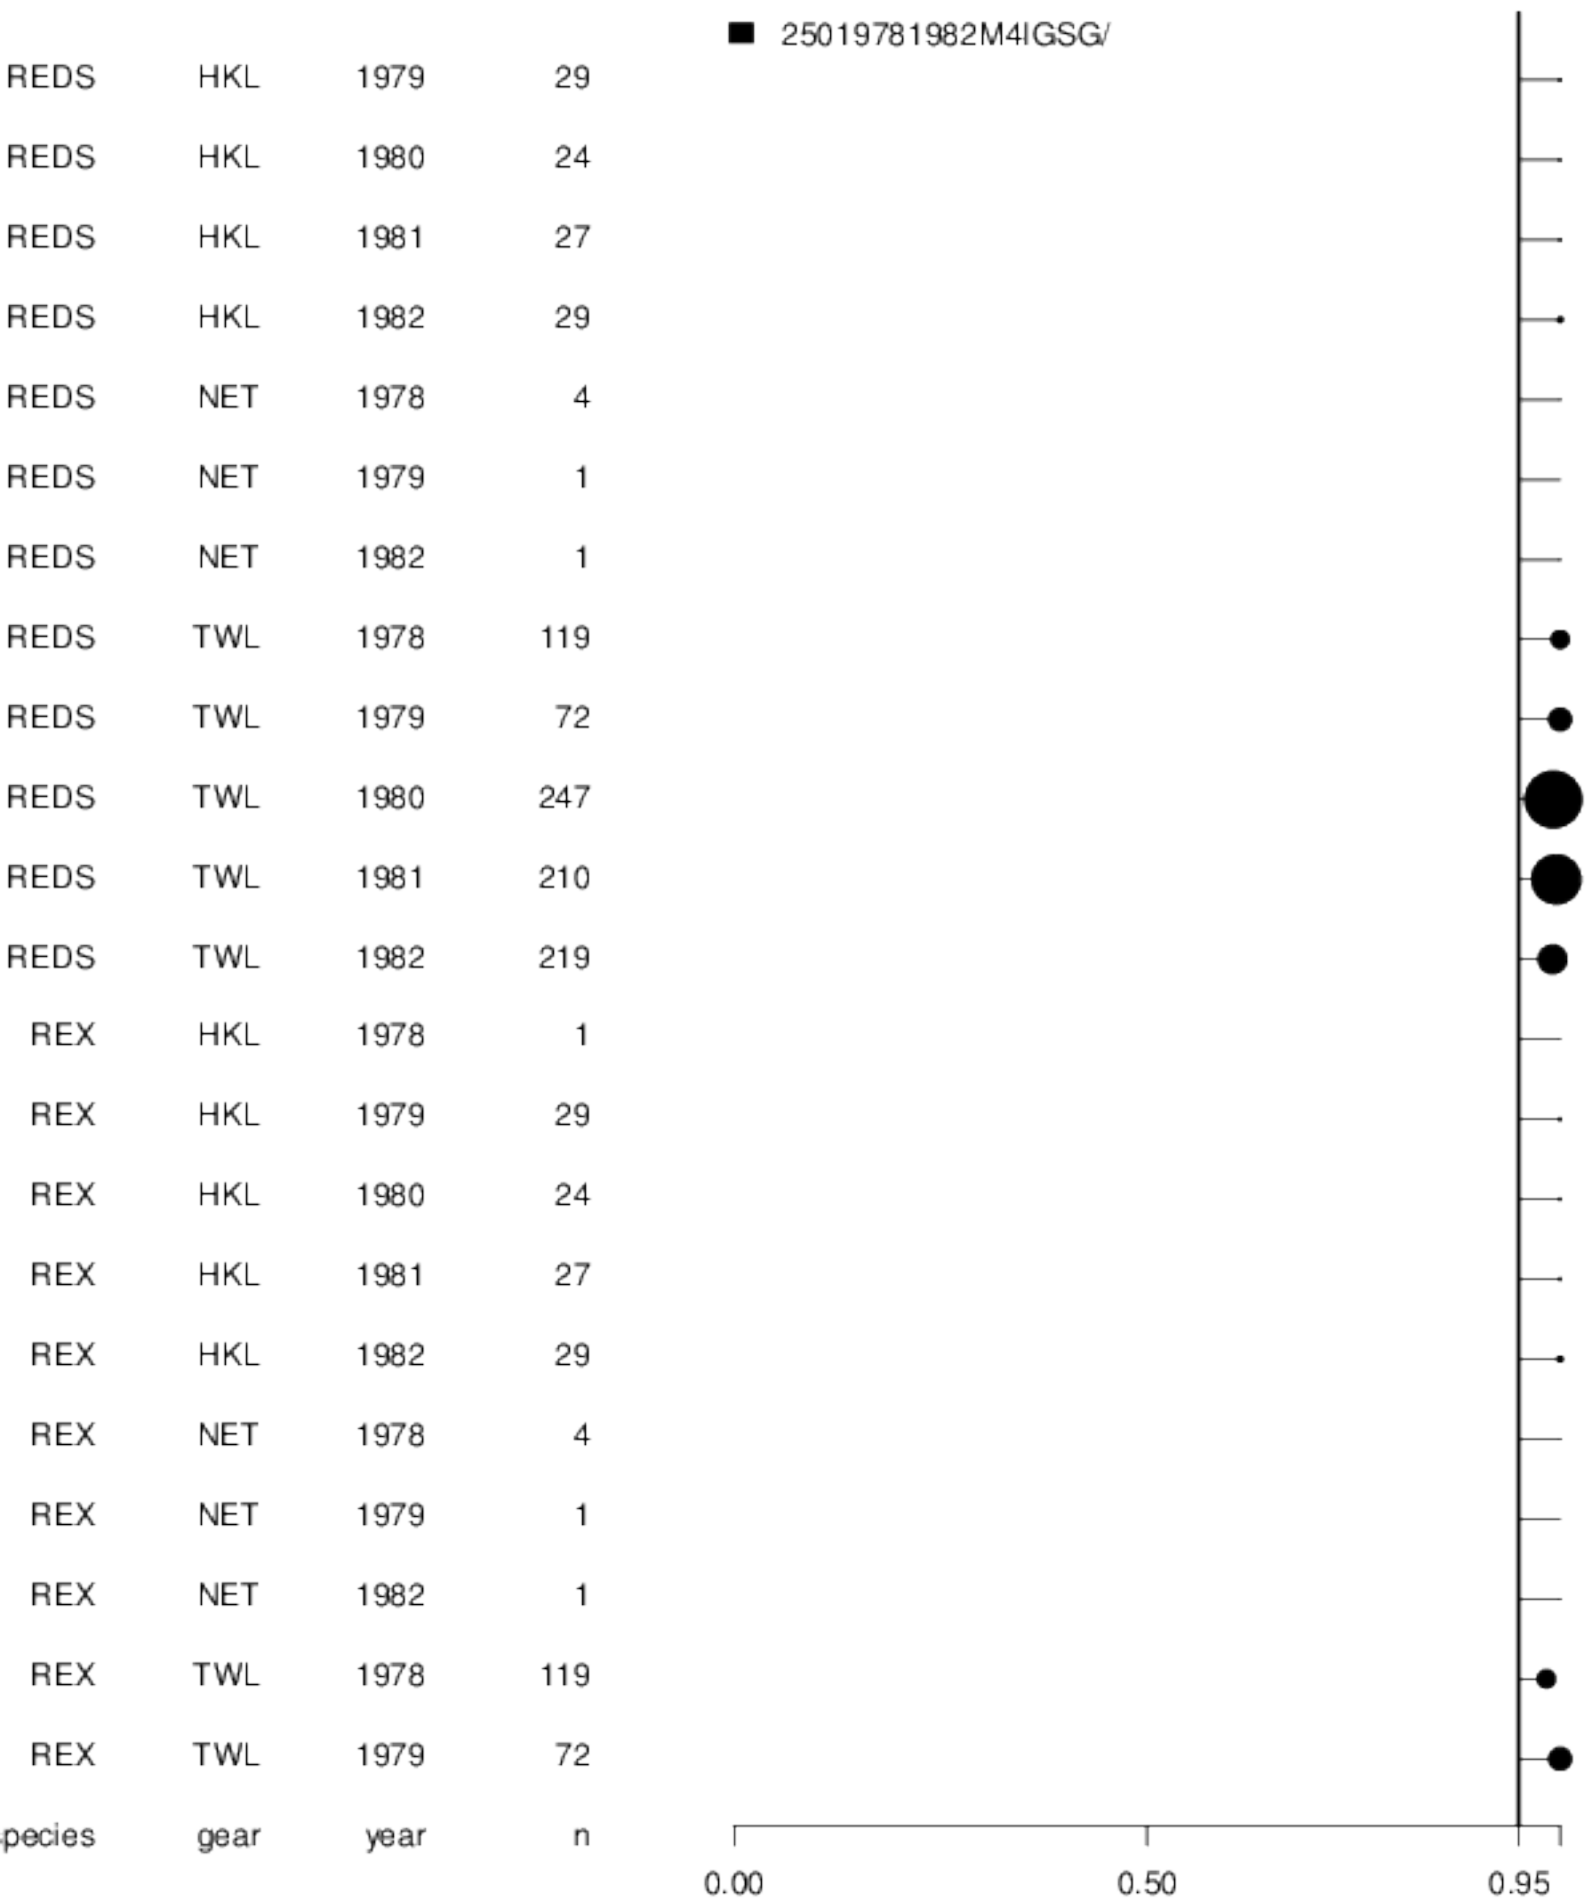 25019781982M4IGSG/
REDS HKL 1979 29
REDS HKL 1980 24
REDS HKL 1981 27
REDS HKL 1982 29
REDS NET 1978 4
REDS NET 1979 1
REDS NET 1982 1
REDS TWL 1978 119
REDS TWL 1979 72
REDS TWL 1980 247
REDS TWL 1981 210
REDS TWL 1982 219
REX HKL 1978 1
REX HKL 1979 29
REX HKL 1980 24
REX HKL 1981 27
REX HKL 1982 29
REX NET 1978 4
REX NET 1979 1
REX NET 1982 1
REX TWL 1978 119
REX TWL 1979 72
pecies gear year n
0.00 0.50 0.95